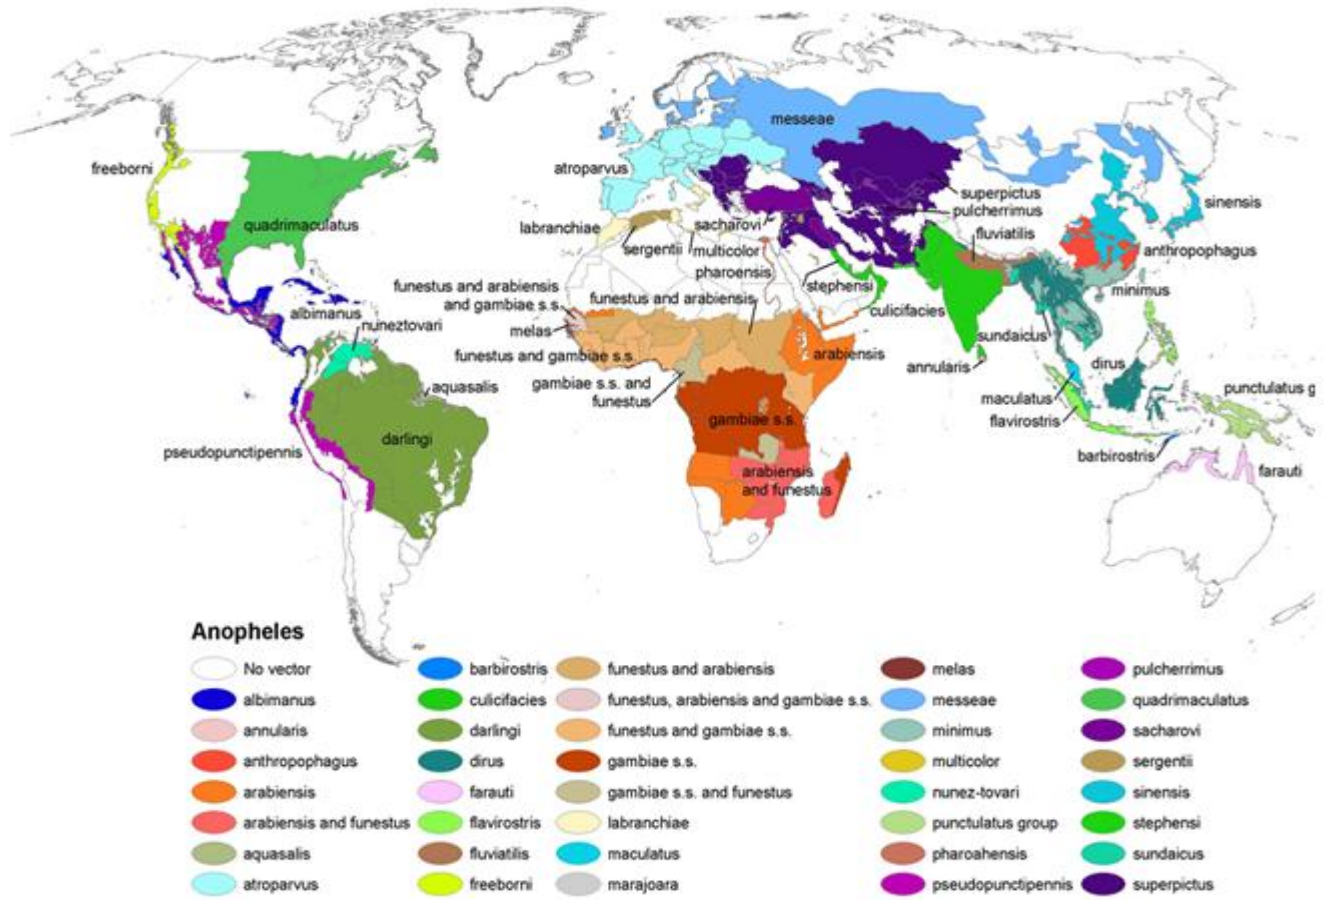 messeae
freeborni
atroparvus
superpictus
pulcherrimus
sinensis
quadrimaculatus
labranchiae
sacharovi
fluviatilis
sergentii
multicolor
anthropophagus
pharoensis
funestus and arabiensis
and gambiae s.s.
funestus and arabiensis
stephensi
minimus
albimanus
culicifacies
nuneztovari
melas
sundaicus
funestus and gambiae s.s.
arabiensis
annularis
dirus
gambiae s.s. and
funestus
aquasalis
punctulatus g
maculatus
flavirostris
gambiae s.s.
darlingi
pseudopunctipennis
barbirostris
arabiensis
and funestus
farauti
Anopheles
No vector
albimanus
annularis
anthropophagus
arabiensis
arabiensis and funestus
aquasalis
atroparvus
barbirostris
culicifacies
darlingi
dirus
farauti
flavirostris
fluviatilis
freeborni
funestus and arabiensis
funestus, arabiensis and gambiae s.s.
funestus and gambiae s.s.
gambiae s.s.
gambiae s.s. and funestus
labranchiae
maculatus
marajoara
melas
messeae
minimus
multicolor
nunez-tovari
punctulatus group
pharoahensis
pseudopunctipennis
pulcherrimus
quadrimaculatus
sacharovi
sergentii
sinensis
stephensi
sundaicus
superpictus